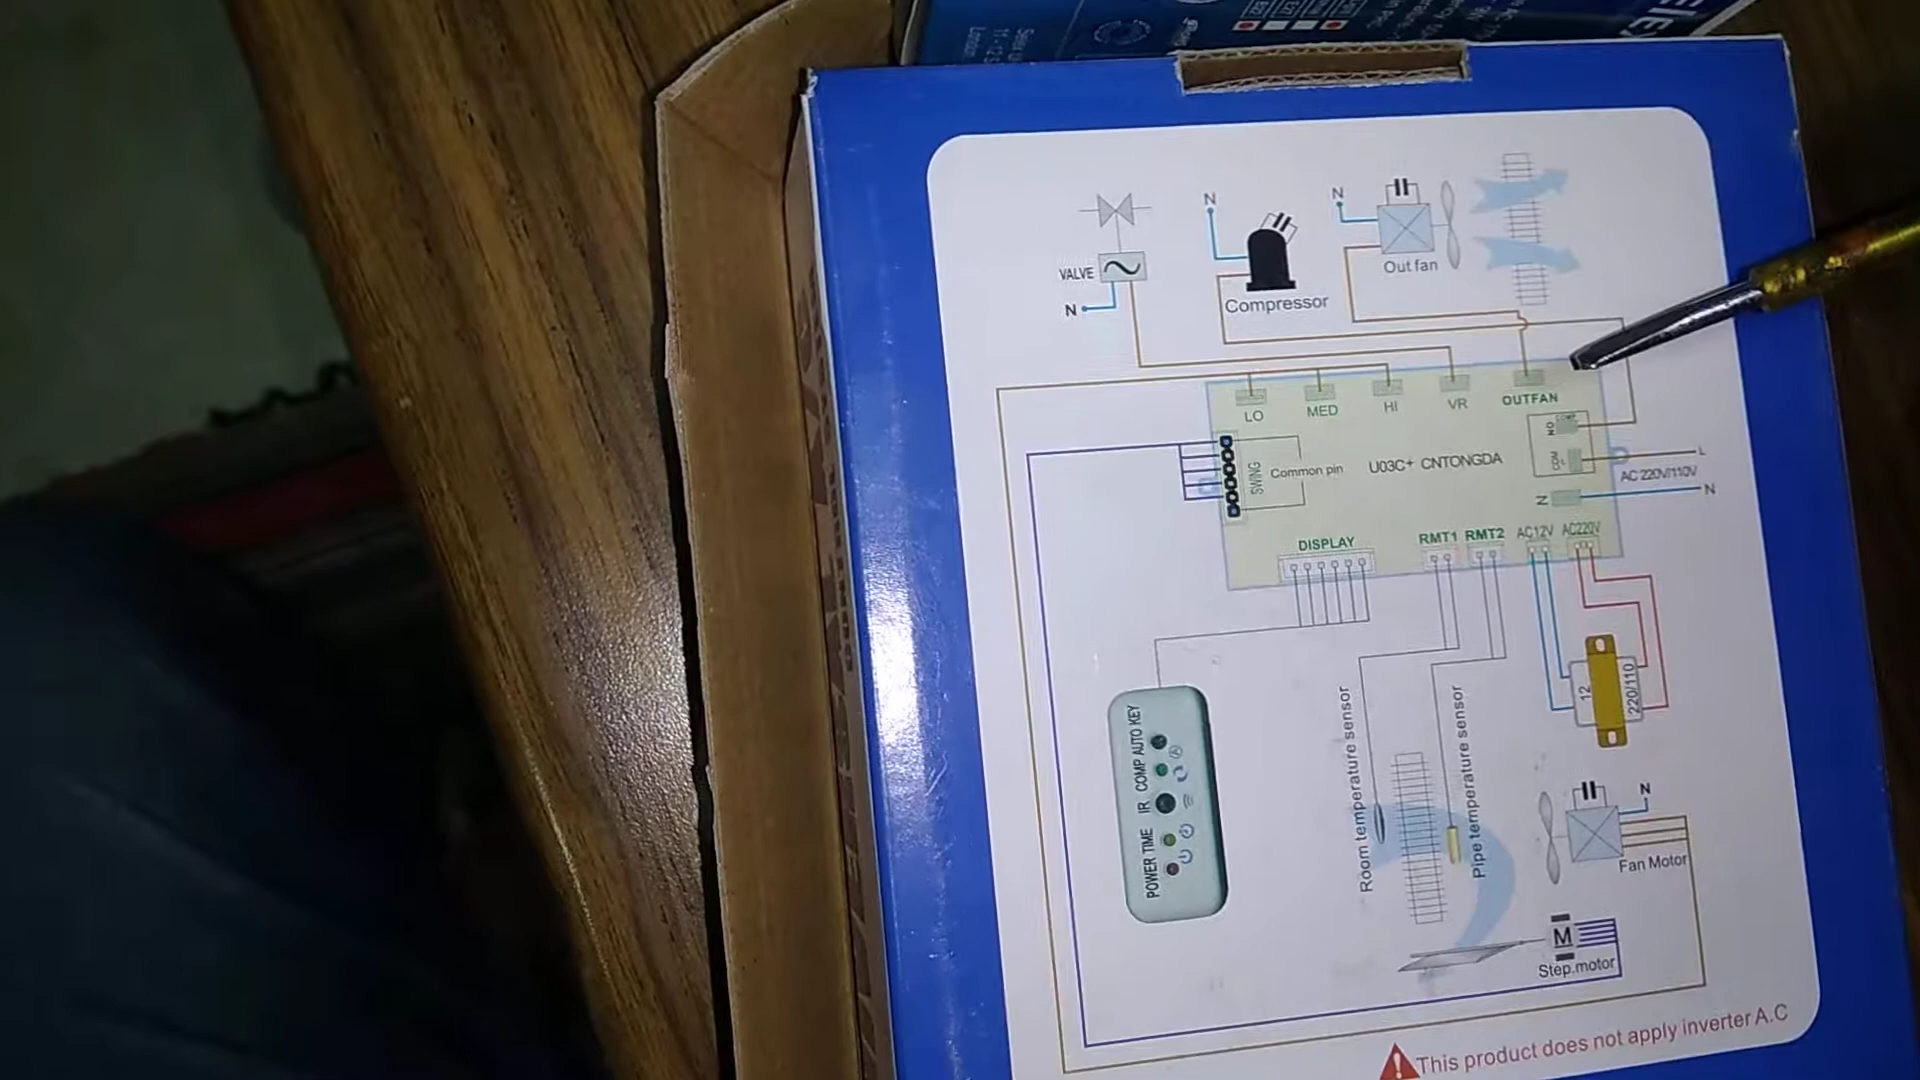 N
N
VALVE
N
Compressor
Out fan
LO
MED
HI
VR
OUTFAN
COMP
NO
COM
L
SWING
Common pin
U03C+ CNTONGDA
AC 220V/110V
N
N
DISPLAY
RMT1
RMT2
AC12V
AC220V
12
220/110
POWER TIME IR COMP AUTO KEY
Room temperature sensor
Pipe temperature sensor
N
Fan Motor
M
Step.motor
This product does not apply inverter A.C